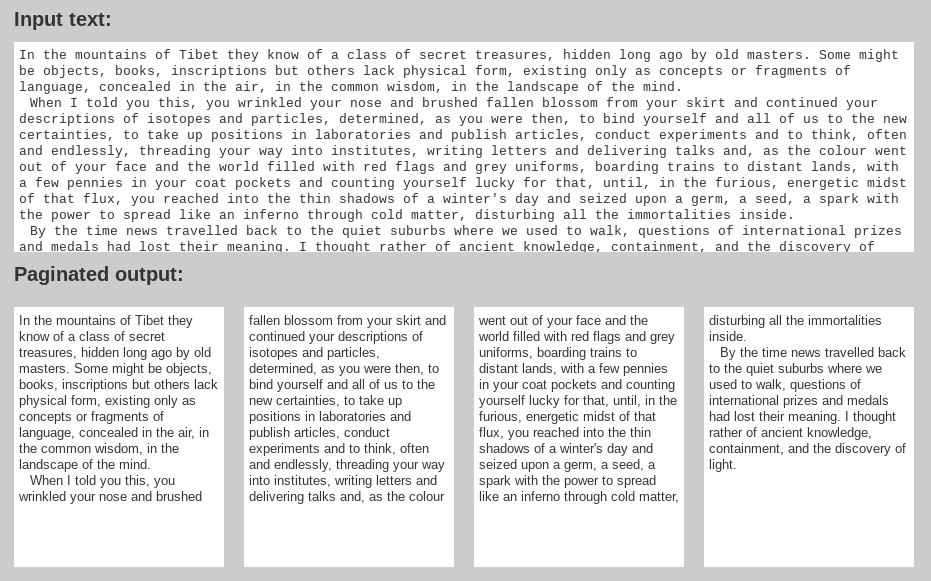 Input text:
In the mountains of Tibet they know of a class of secret treasures, hidden long ago by old masters. Some might
be objects, books, inscriptions but others lack physical form, existing only as concepts or fragments of
language, concealed in the air, in the common wisdom, in the landscape of the mind.
When I told you this, you wrinkled your nose and brushed fallen blossom from your skirt and continued your
descriptions of isotopes and particles, determined, as you were then, to bind yourself and all of us to the new
certainties, to take up positions in laboratories and publish articles, conduct experiments and to think, often
and endlessly, threading your way into institutes, writing letters and delivering talks and, as the colour went
out of your face and the world filled with red flags and grey uniforms, boarding trains to distant lands, with
a few pennies in your coat pockets and counting yourself lucky for that, until, in the furious, energetic midst
of that flux, you reached into the thin shadows of a winter's day and seized upon a germ, a seed, a spark with
the power to spread like an inferno through cold matter, disturbing all the immortalities inside.
By the time news travelled back to the quiet suburbs where we used to walk, questions of international prizes
and medals had lost their meaning. I thought rather of ancient knowledge, containment, and the discovery of
Paginated output:
In the mountains of Tibet they
know of a class of secret
treasures, hidden long ago by old
masters. Some might be objects,
books, inscriptions but others lack
physical form, existing only as
concepts or fragments of
language, concealed in the air, in
the common wisdom, in the
landscape of the mind.
When I told you this, you
wrinkled your nose and brushed
fallen blossom from your skirt and
continued your descriptions of
isotopes and particles,
determined, as you were then, to
bind yourself and all of us to the
new certainties, to take up
positions in laboratories and
publish articles, conduct
experiments and to think, often
and endlessly, threading your way
into institutes, writing letters and
delivering talks and, as the colour
went out of your face and the
world filled with red flags and grey
uniforms, boarding trains to
distant lands, with a few pennies
in your coat pockets and counting
yourself lucky for that, until, in the
furious, energetic midst of that
flux, you reached into the thin
shadows of a winter's day and
seized upon a germ, a seed, a
spark with the power to spread
like an inferno through cold matter,
disturbing all the immortalities
inside.
By the time news travelled back
to the quiet suburbs where we
used to walk, questions of
international prizes and medals
had lost their meaning. I thought
rather of ancient knowledge,
containment, and the discovery of
light.